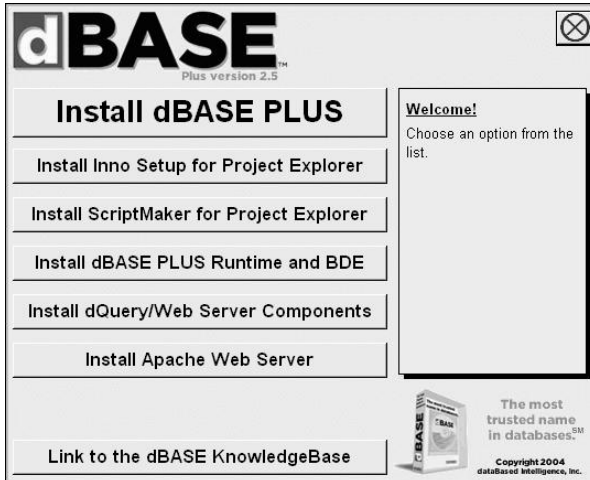 dBASE™
Plus version 2.5
Install dBASE PLUS
Install Inno Setup for Project Explorer
Install ScriptMaker for Project Explorer
Install dBASE PLUS Runtime and BDE
Install dQuery/Web Server Components
Install Apache Web Server
Link to the dBASE KnowledgeBase
Welcome!
Choose an option from the
list.
dBASE
The most
trusted name
in databases.℠
Copyright 2004
dataBased Intelligence, Inc.